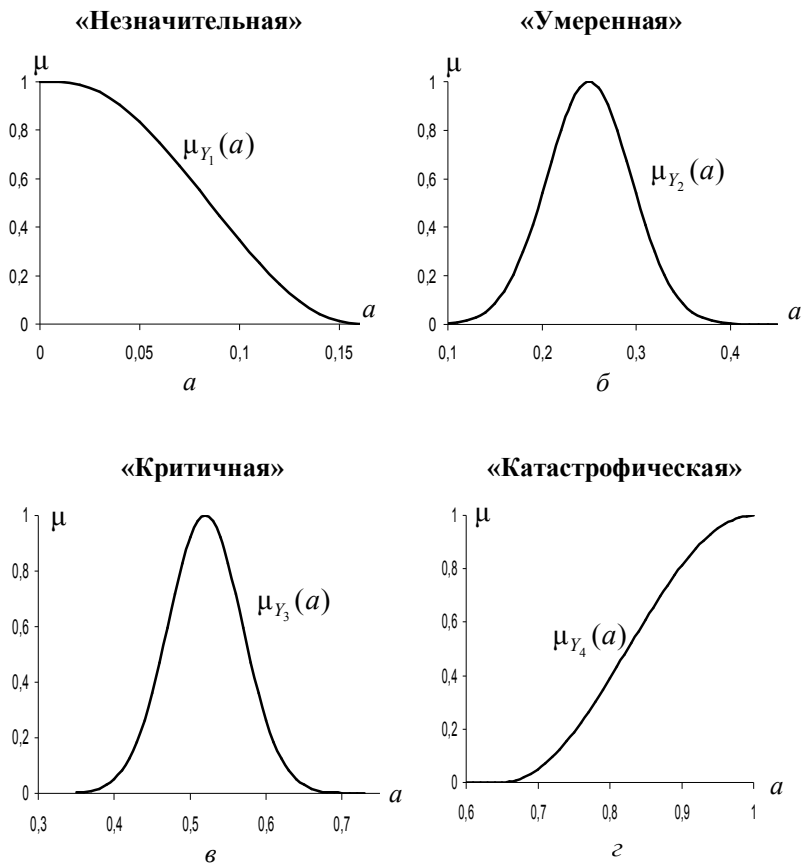 «Незначительная»
μ
1
0,8
0,6
0,4
0,2
0
μY₁(a)
a
0 0,05 0,1 0,15
а
«Умеренная»
μ
1
0,8
0,6
0,4
0,2
0
μY₂(a)
a
0,1 0,2 0,3 0,4
б
«Критичная»
μ
1
0,8
0,6
0,4
0,2
0
μY₃(a)
a
0,3 0,4 0,5 0,6 0,7
в
«Катастрофическая»
μ
1
0,8
0,6
0,4
0,2
0
μY₄(a)
a
0,6 0,7 0,8 0,9 1
г